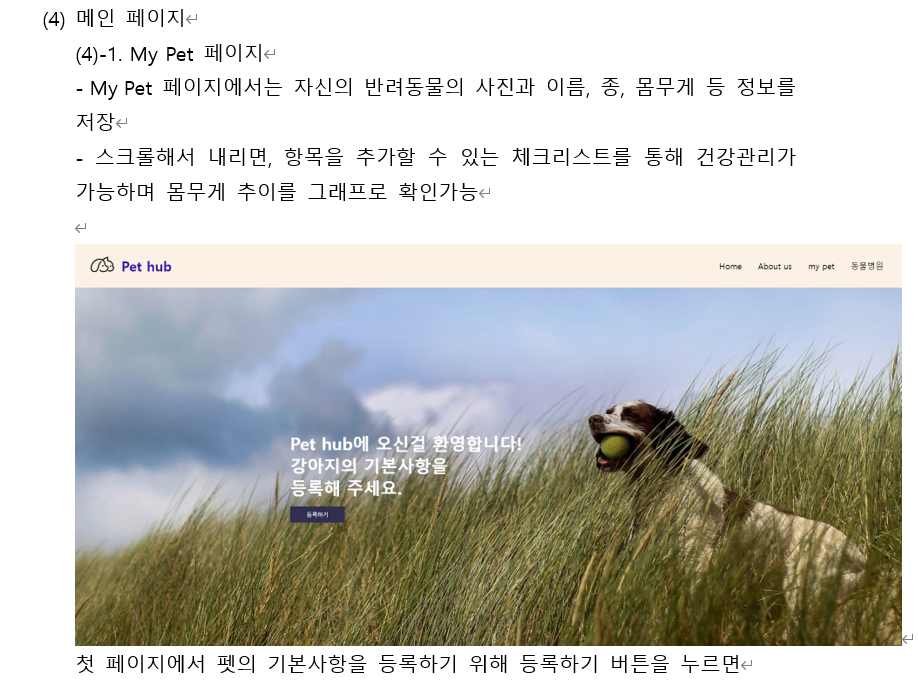 (4) 메인 페이지
(4)-1. My Pet 페이지
- My Pet 페이지에서는 자신의 반려동물의 사진과 이름, 종, 몸무게 등 정보를
저장
- 스크롤해서 내리면, 항목을 추가할 수 있는 체크리스트를 통해 건강관리가
가능하며 몸무게 추이를 그래프로 확인가능
Pet hub
Home About us my pet 동물병원
Pet hub에 오신걸 환영합니다!
강아지의 기본사항을
등록해 주세요.
등록하기
첫 페이지에서 펫의 기본사항을 등록하기 위해 등록하기 버튼을 누르면